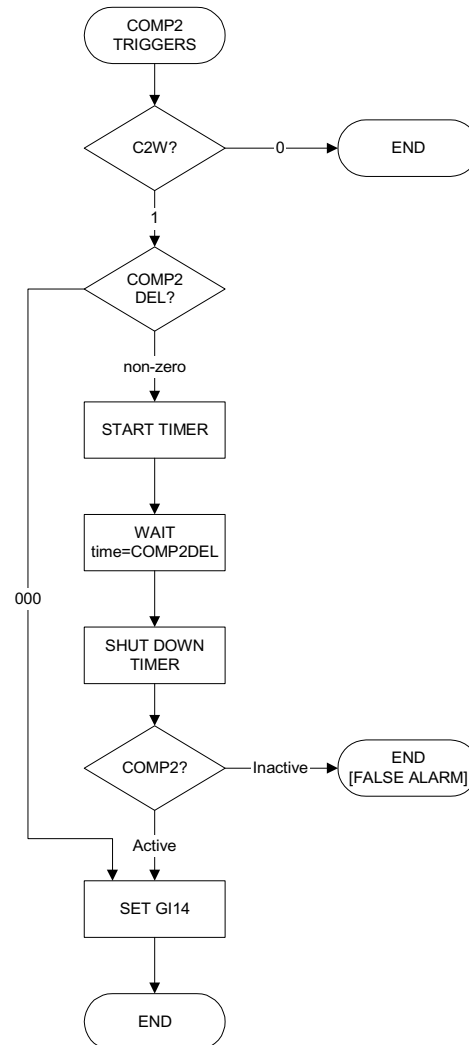 COMP2
TRIGGERS
C2W?
0
END
1
COMP2
DEL?
non-zero
START TIMER
WAIT
time=COMP2DEL
000
SHUT DOWN
TIMER
COMP2?
Inactive
END
[FALSE ALARM]
Active
SET GI14
END